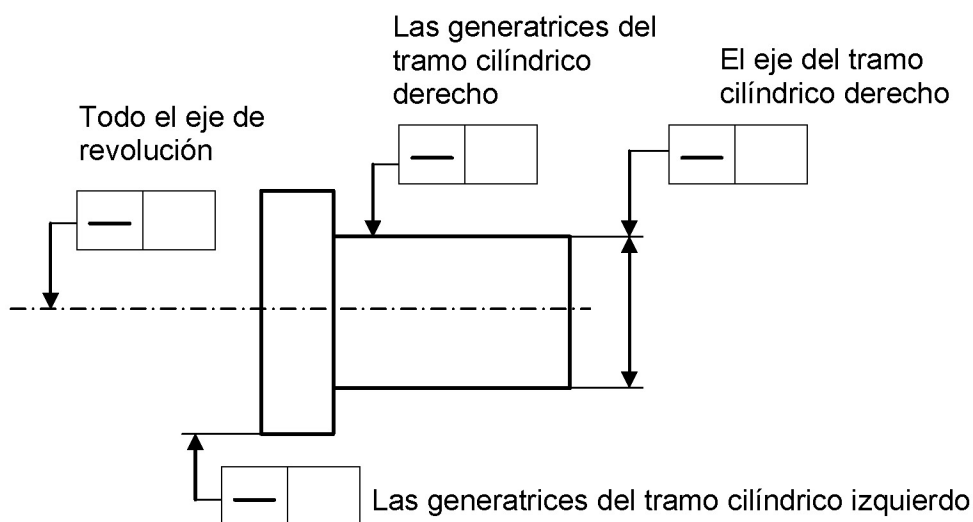 Las generatrices del
tramo cilíndrico
derecho
El eje del tramo
cilíndrico derecho
Todo el eje de
revolución
Las generatrices del tramo cilíndrico izquierdo